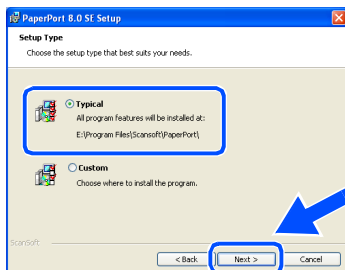 PaperPort 8.0 SE Setup
Setup Type
Choose the setup type that best suits your needs.
Typical
All program features will be installed at:
E:\Program Files\Scansoft\PaperPort\
Custom
Choose where to install the program.
ScanSoft
< Back
Next >
Cancel